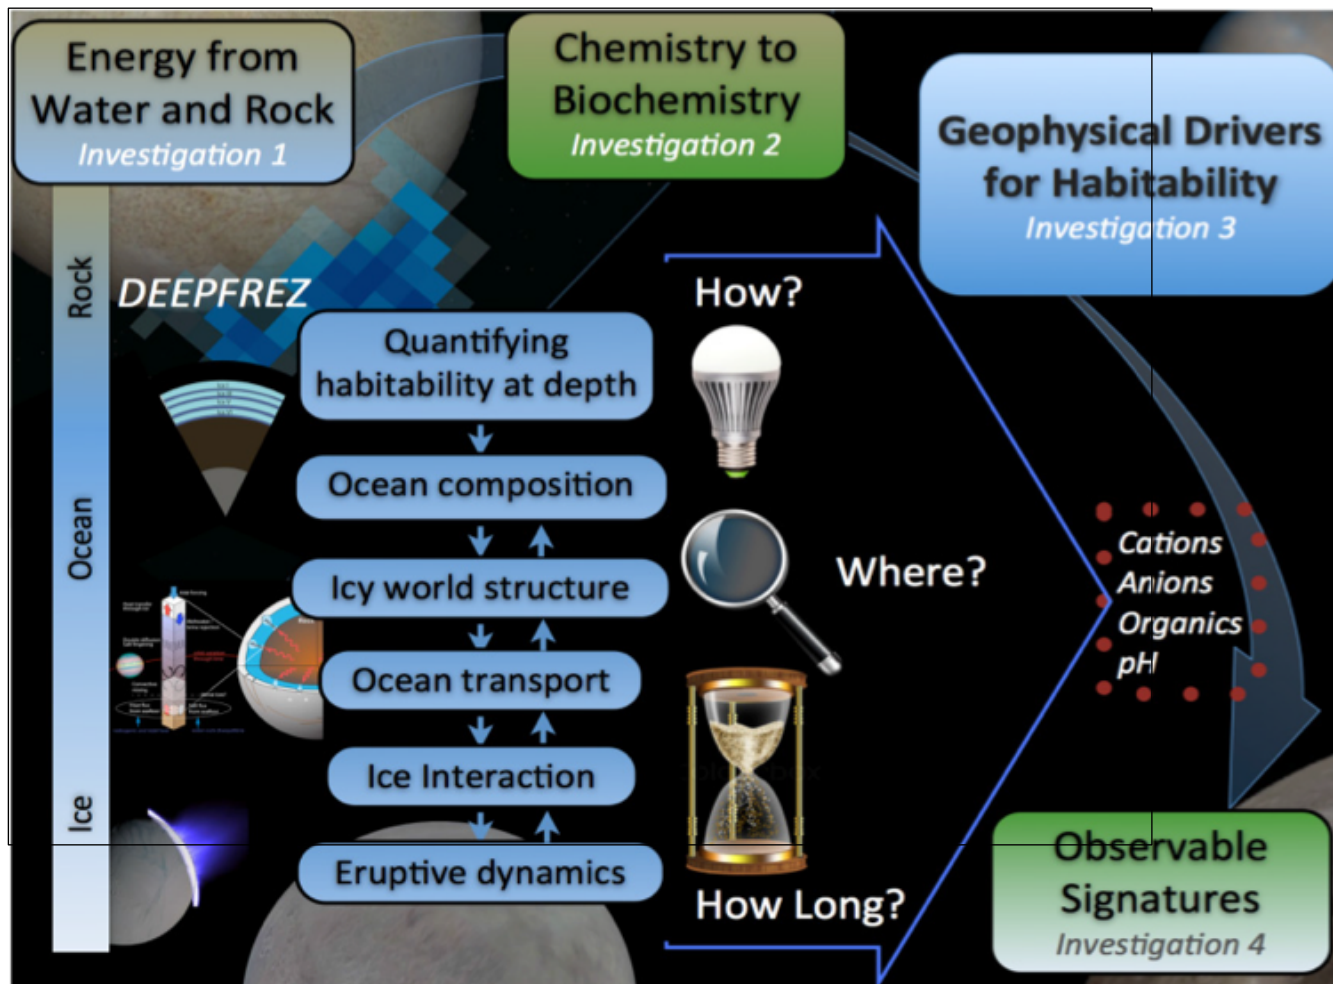 Energy from
Water and Rock
Investigation 1
Chemistry to
Biochemistry
Investigation 2
Geophysical Drivers
for Habitability
Investigation 3
Rock
Ocean
Ice
DEEPFREZ
Quantifying
habitability at depth
Ocean composition
Icy world structure
Ocean transport
Ice Interaction
Eruptive dynamics
How?
Where?
How Long?
Cations
Anions
Organics
pH
Observable
Signatures
Investigation 4